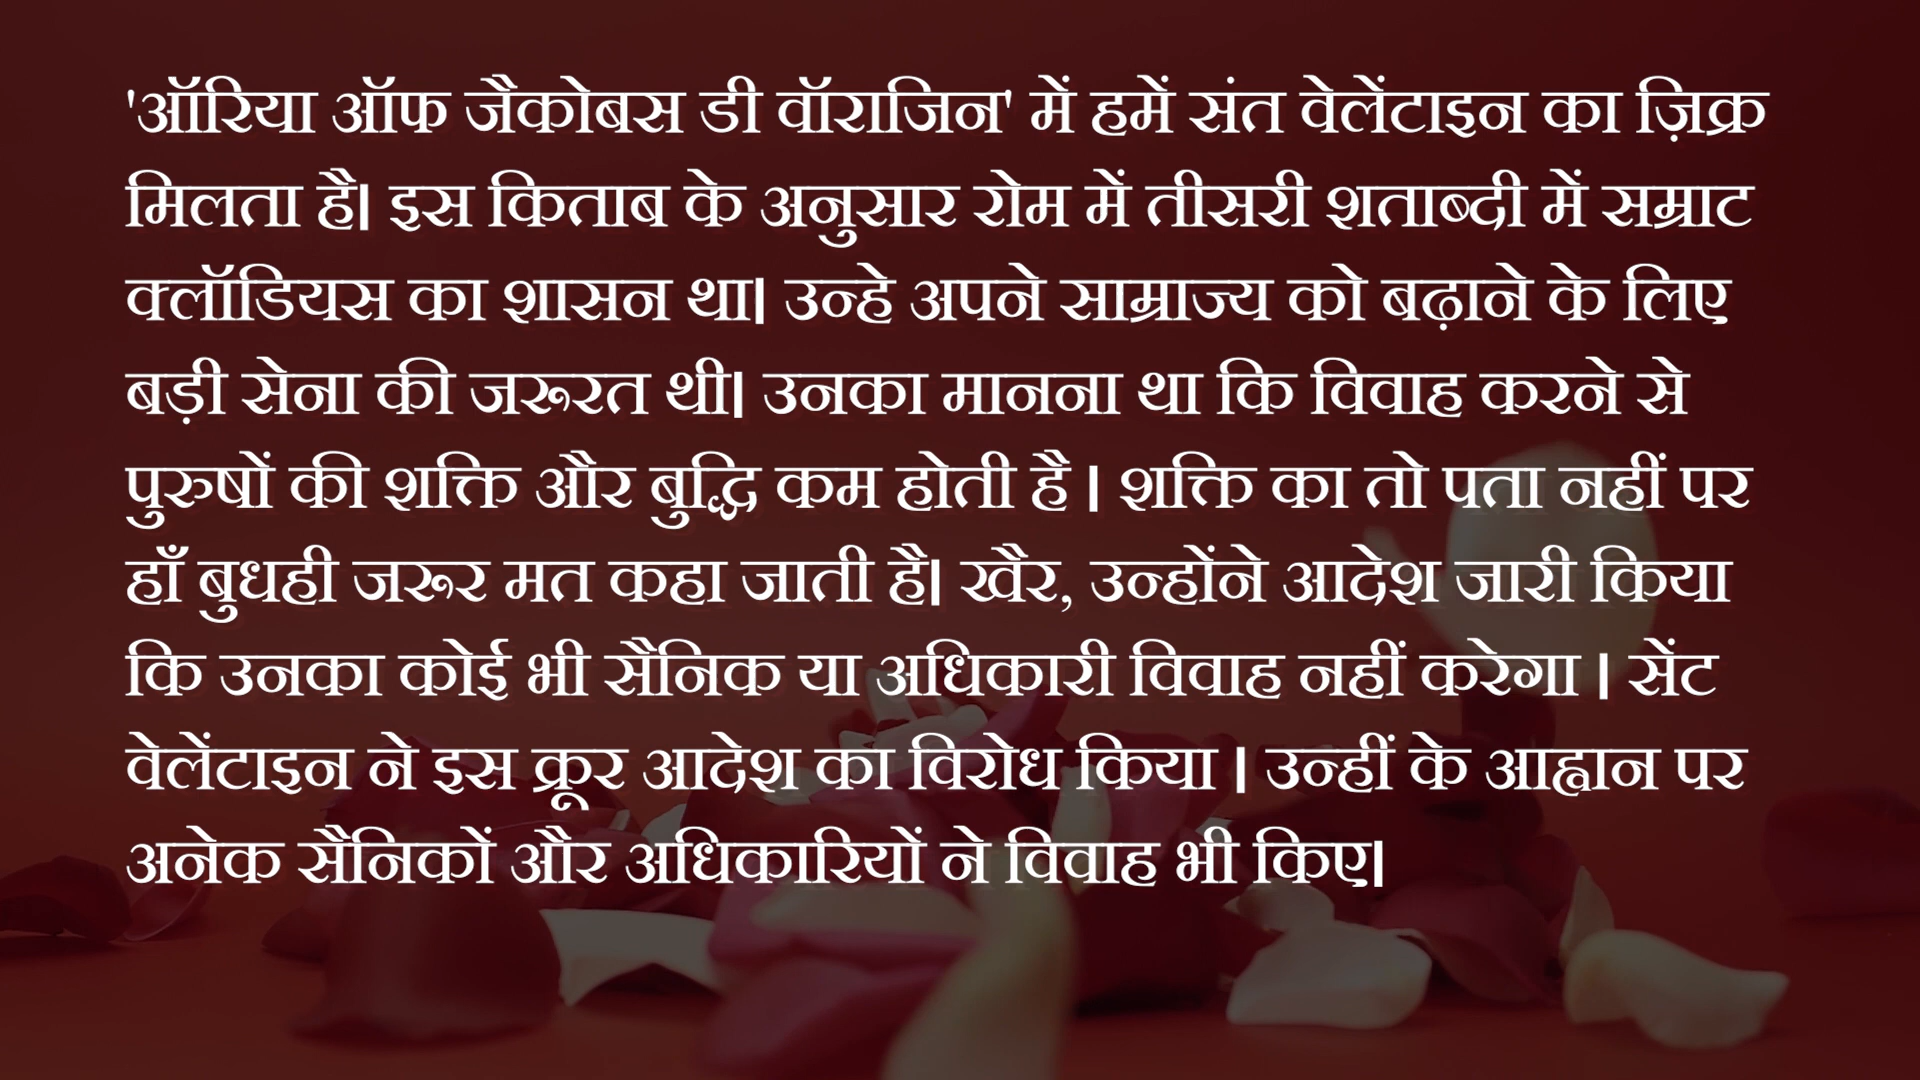 'ऑरिया ऑफ जैकोबस डी वॉराजिन' में हमें संत वेलेंटाइन का ज़िक्र
मिलता है। इस किताब के अनुसार रोम में तीसरी शताब्दी में सम्राट
क्लॉडियस का शासन था। उन्हे अपने साम्राज्य को बढ़ाने के लिए
बड़ी सेना की जरूरत थी। उनका मानना था कि विवाह करने से
पुरुषों की शक्ति और बुद्धि कम होती है । शक्ति का तो पता नहीं पर
हाँ बुधही जरूर मत कहा जाती है। खैर, उन्होंने आदेश जारी किया
कि उनका कोई भी सैनिक या अधिकारी विवाह नहीं करेगा । सेंट
वेलेंटाइन ने इस क्रूर आदेश का विरोध किया । उन्हीं के आह्वान पर
अनेक सैनिकों और अधिकारियों ने विवाह भी किए।